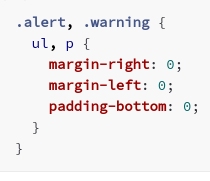 .alert, .warning {
  ul, p {
    margin-right: 0;
    margin-left: 0;
    padding-bottom: 0;
  }
}